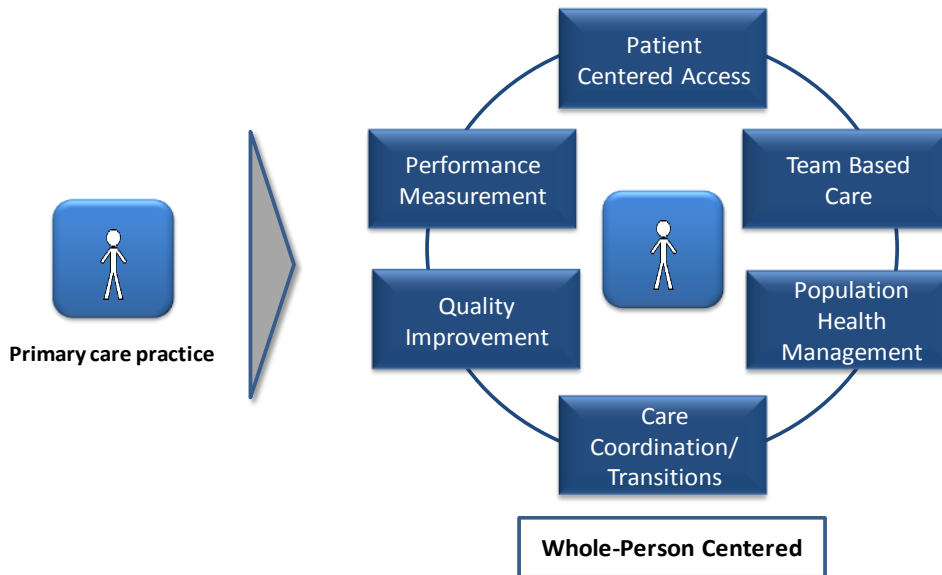 Patient
Centered Access
Performance
Measurement
Team Based
Care
Primary care practice
Quality
Improvement
Population
Health
Management
Care
Coordination/
Transitions
Whole-Person Centered